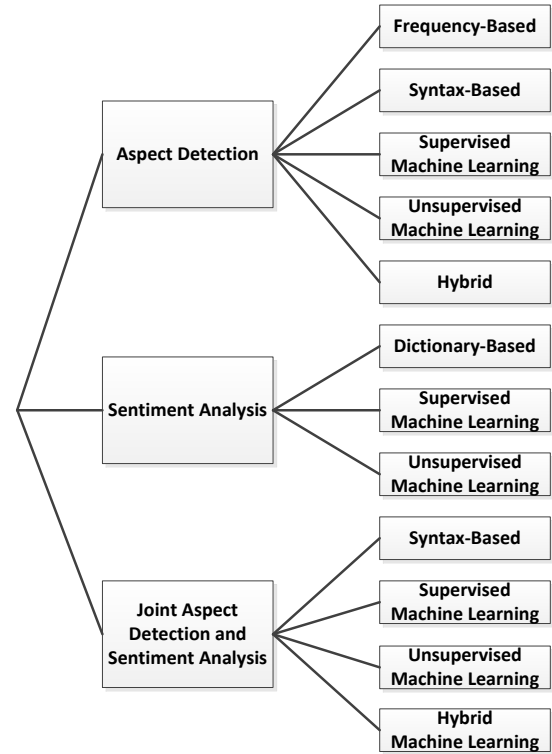 Aspect Detection
Frequency-Based
Syntax-Based
Supervised
Machine Learning
Unsupervised
Machine Learning
Hybrid
Sentiment Analysis
Dictionary-Based
Supervised
Machine Learning
Unsupervised
Machine Learning
Joint Aspect
Detection and
Sentiment Analysis
Syntax-Based
Supervised
Machine Learning
Unsupervised
Machine Learning
Hybrid
Machine Learning